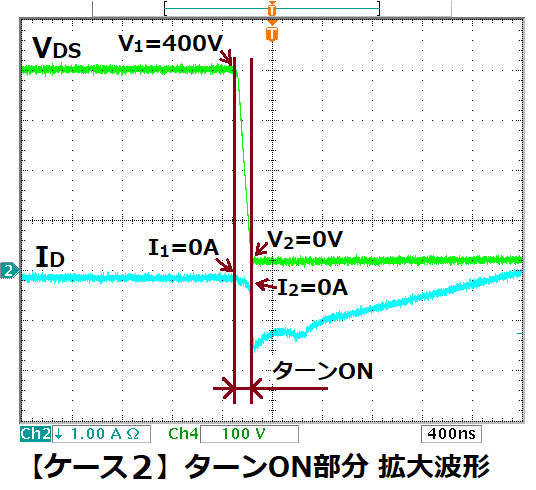 T
T
VDS
V1=400V
ID
I1=0A
V2=0V
2
I2=0A
ターンON
Ch2 ↓ 1.00 A Ω Ch4 100 V 400ns
【ケース２】ターンON部分 拡大波形